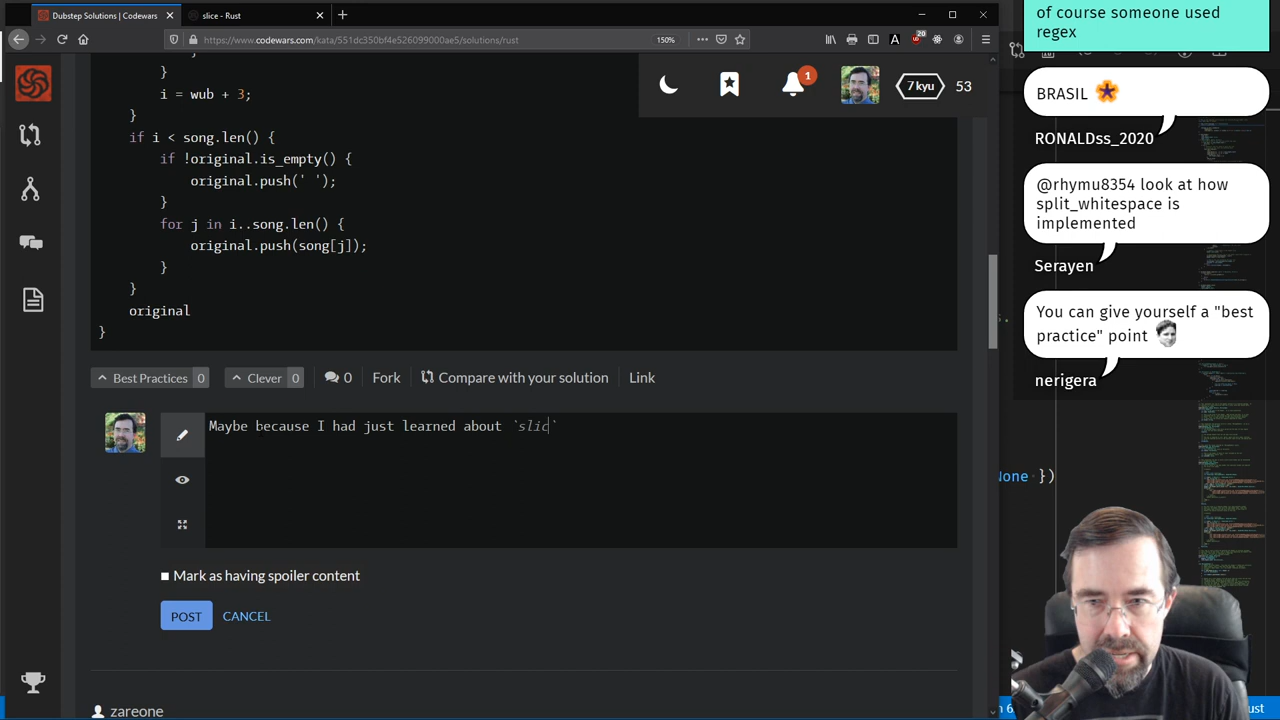 Dubstep Solutions | Codewars
slice - Rust
https://www.codewars.com/kata/551dc350bf4e526099000ae5/solutions/rust
150%
20
}
i = wub + 3;
}
if i < song.len() {
if !original.is_empty() {
original.push(' ');
}
for j in i..song.len() {
original.push(song[j]);
}
}
original
}
1
7 kyu
53
Best Practices 0
Clever 0
0
Fork
Compare with your solution
Link
Maybe because I had just learned about `slic`
Mark as having spoiler content
POST
CANCEL
zareone
of course someone used
regex
BRASIL
RONALDss_2020
@rhymu8354 look at how
split_whitespace is
implemented
Serayen
You can give yourself a "best
practice" point
nerigera
None })